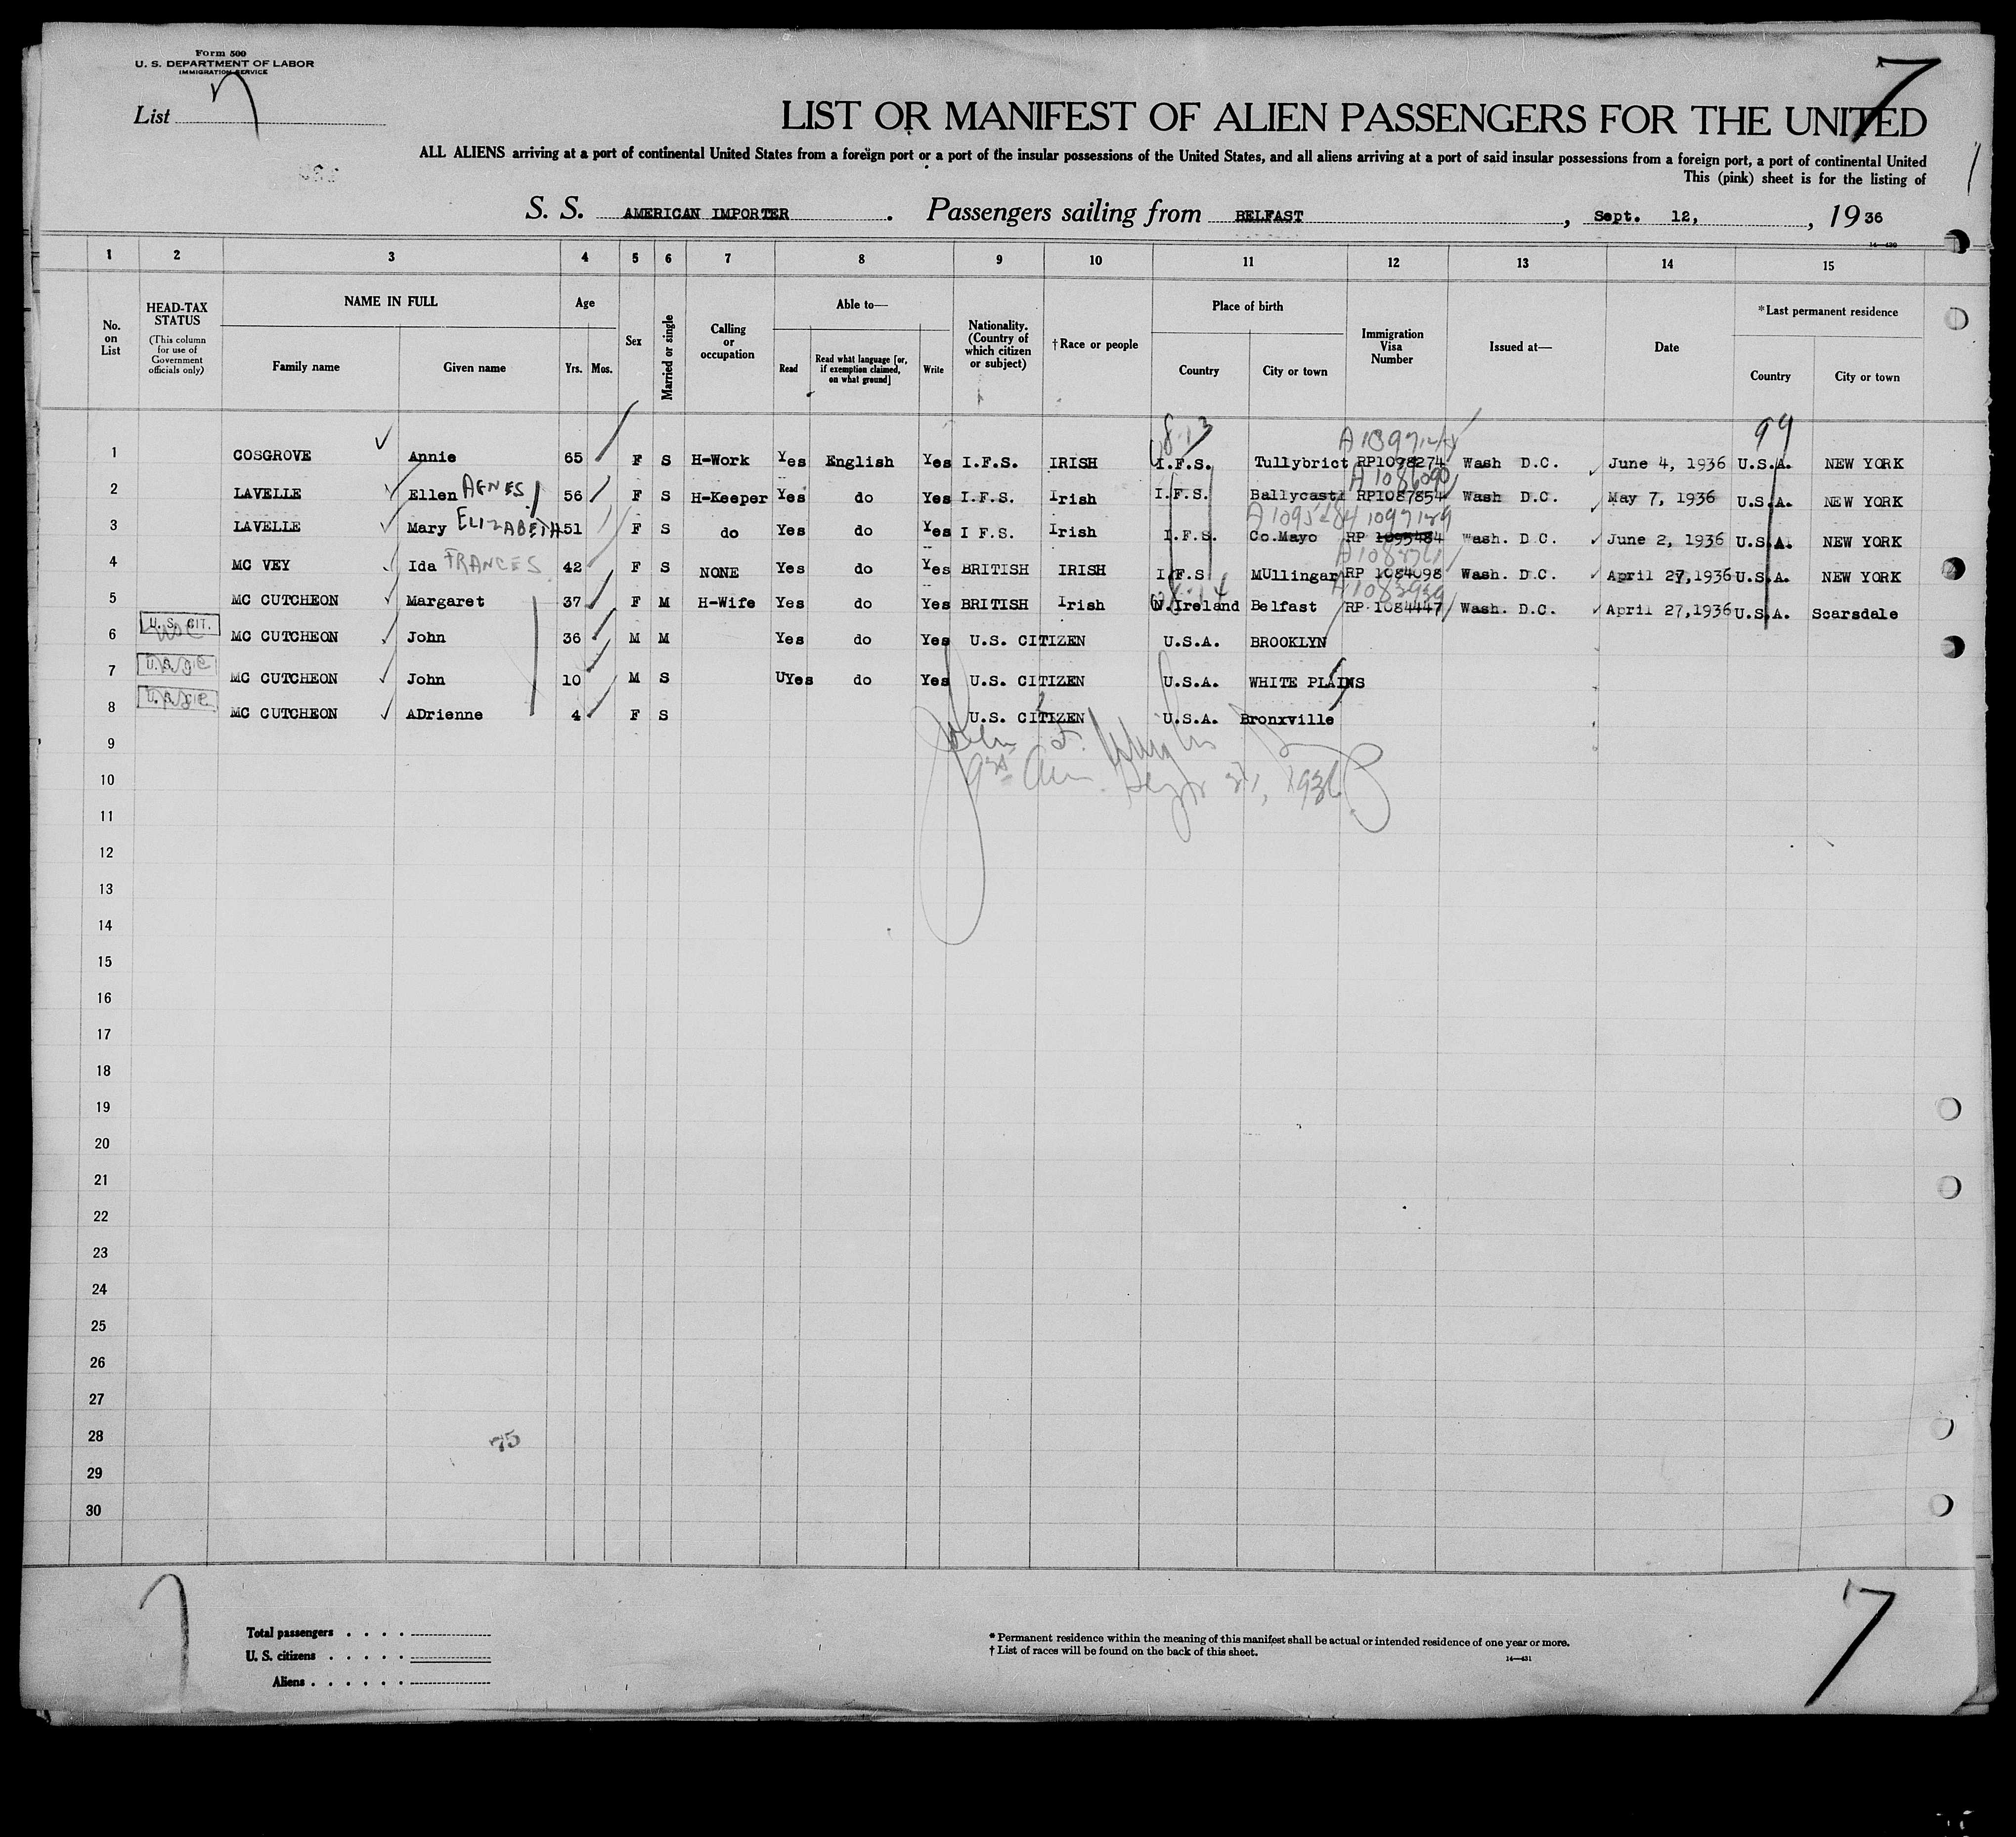 Form 500
U. S. DEPARTMENT OF LABOR
IMMIGRATION SERVICE
List 7
7
LIST OR MANIFEST OF ALIEN PASSENGERS FOR THE UNITED
ALL ALIENS arriving at a port of continental United States from a foreign port or a port of the insular possessions of the United States, and all aliens arriving at a port of said insular possessions from a foreign port, a port of continental United
This (pink) sheet is for the listing of
S. S. AMERICAN IMPORTER . Passengers sailing from BELFAST , Sept. 12, , 1936
14—430
1 2 3 4 5 6 7 8 9 10 11 12 13 14 15
No. on List
HEAD-TAX STATUS (This column for use of Government officials only)
NAME IN FULL Family name Given name
Age Yrs. Mos.
Sex
Married or single
Calling or occupation
Able to— Read Read what language [or, if exemption claimed, on what ground] Write
Nationality. (Country of which citizen or subject)
†Race or people
Place of birth Country City or town
Immigration Visa Number
Issued at—
Date
*Last permanent residence Country City or town
99
1 COSGROVE Annie 65 F S H-Work Yes English Yes I.F.S. IRISH I.F.S. Tullybrict RP1098274 Wash D.C. June 4, 1936 U.S.A. NEW YORK
2 LAVELLE Ellen AGNES 56 F S H-Keeper Yes do Yes I.F.S. Irish I.F.S. Ballycastl RP1087854 Wash D.C. May 7, 1936 U.S.A. NEW YORK
3 LAVELLE Mary ELIZABETH 51 F S do Yes do Yes I F.S. Irish I.F.S. Co.Mayo RP 1095484 Wash. D.C. June 2, 1936 U.S.A. NEW YORK
4 MC VEY Ida FRANCES 42 F S NONE Yes do Yes BRITISH IRISH I.F.S MUllingar RP 1084098 Wash. D.C. April 27,1936 U.S.A. NEW YORK
5 MC CUTCHEON Margaret 37 F M H-Wife Yes do Yes BRITISH Irish N.Ireland Belfast RP 1084447 Wash. D.C. April 27,1936 U.S.A. Scarsdale
6 U. S. CIT. MC CUTCHEON John 36 M M Yes do Yes U.S. CITIZEN U.S.A. BROOKLYN
7 MC CUTCHEON John 10 M S UYes do Yes U.S. CITIZEN U.S.A. WHITE PLAINS
8 MC CUTCHEON ADrienne 4 F S U.S. CITIZEN U.S.A. Bronxville
9
10
11
12
13
14
15
16
17
18
19
20
21
22
23
24
25
26
27
28
75
29
30
7
7
Total passengers
U. S. citizens
Aliens
* Permanent residence within the meaning of this manifest shall be actual or intended residence of one year or more.
† List of races will be found on the back of this sheet.
14—431